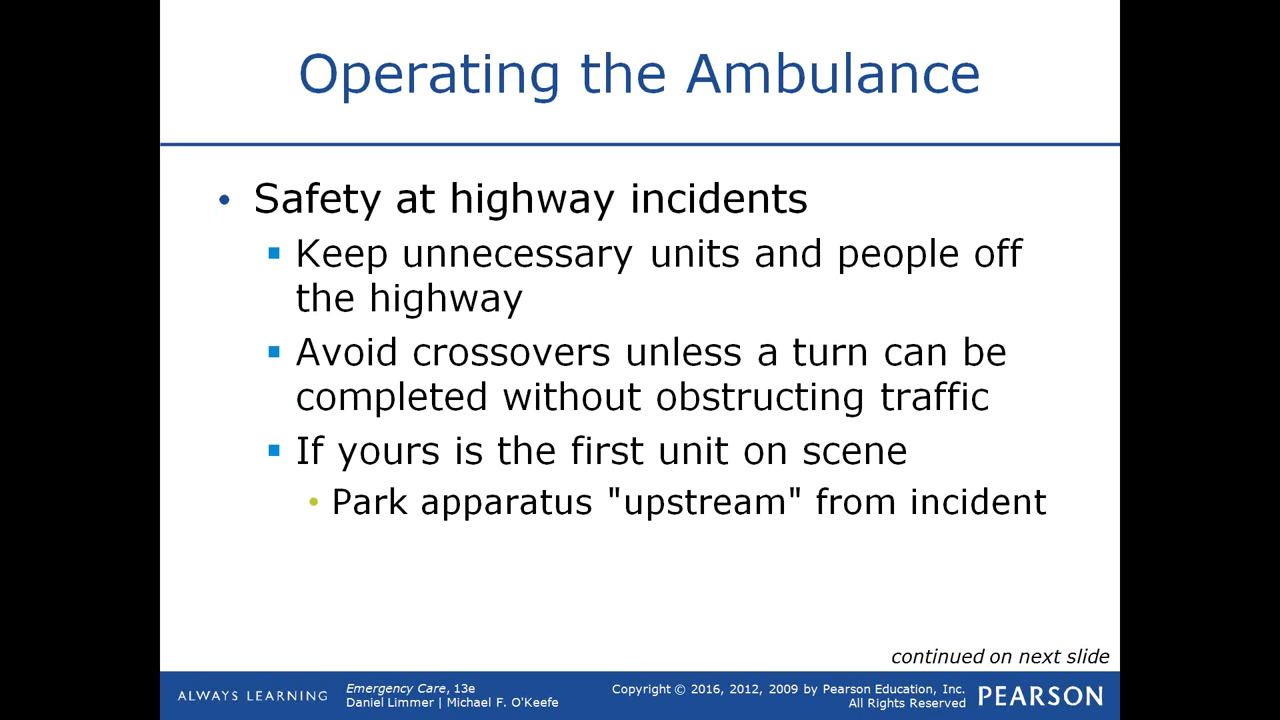 Operating the Ambulance
• Safety at highway incidents
▪ Keep unnecessary units and people off
the highway
▪ Avoid crossovers unless a turn can be
completed without obstructing traffic
▪ If yours is the first unit on scene
• Park apparatus "upstream" from incident
continued on next slide
ALWAYS LEARNING
Emergency Care, 13e
Daniel Limmer | Michael F. O'Keefe
Copyright © 2016, 2012, 2009 by Pearson Education, Inc.
All Rights Reserved
PEARSON